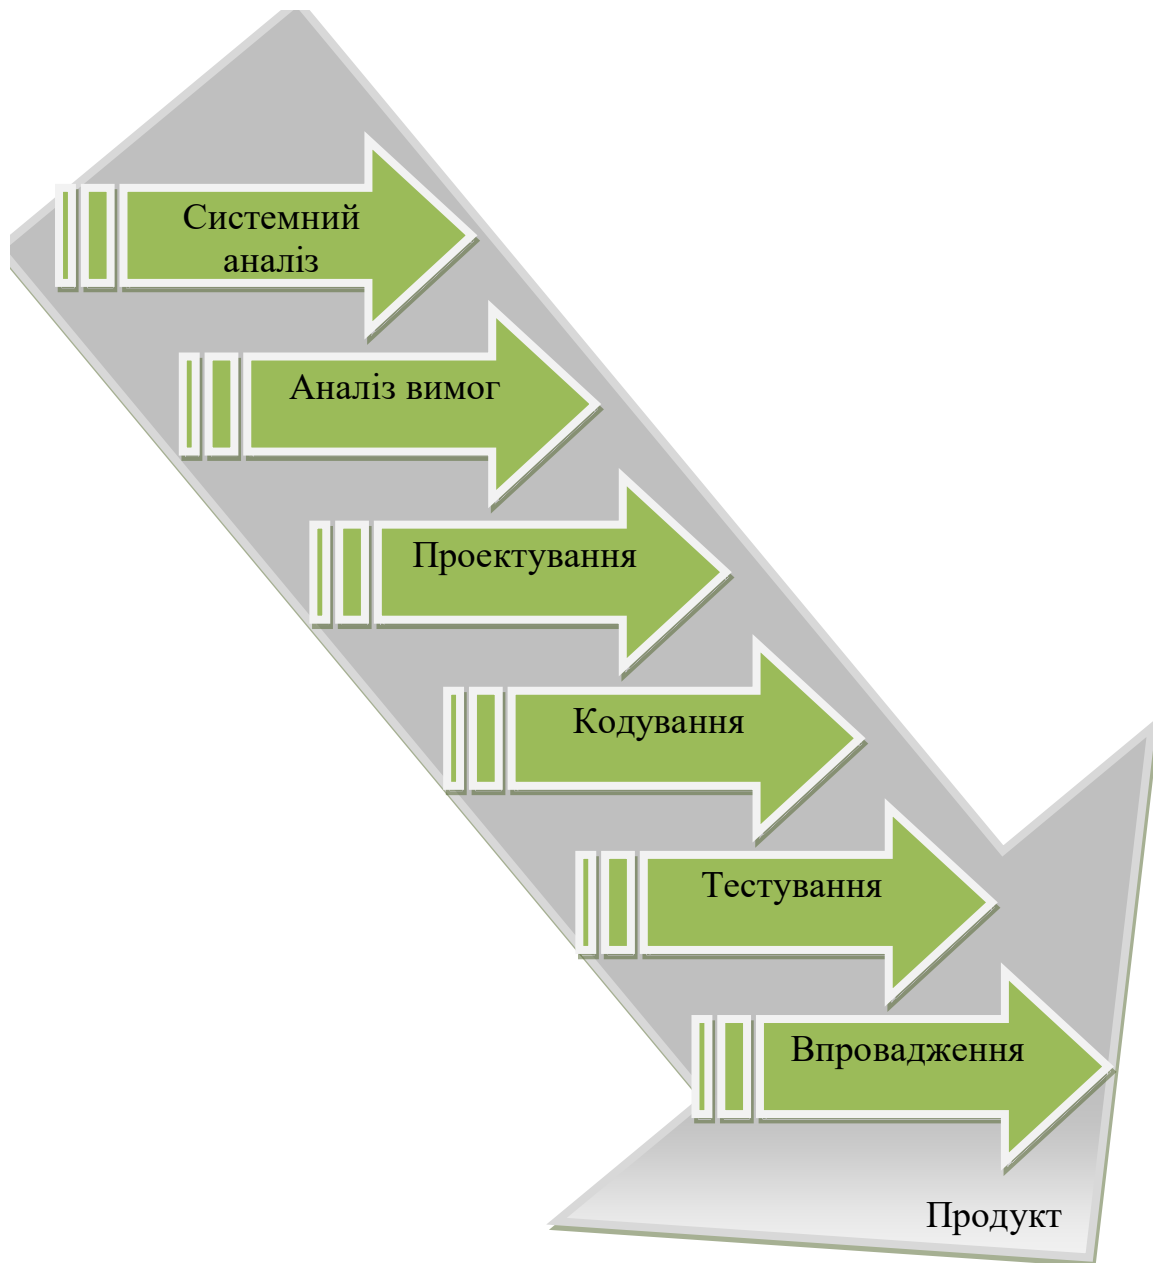 Системний
аналіз
Аналіз вимог
Проектування
Кодування
Тестування
Впровадження
Продукт